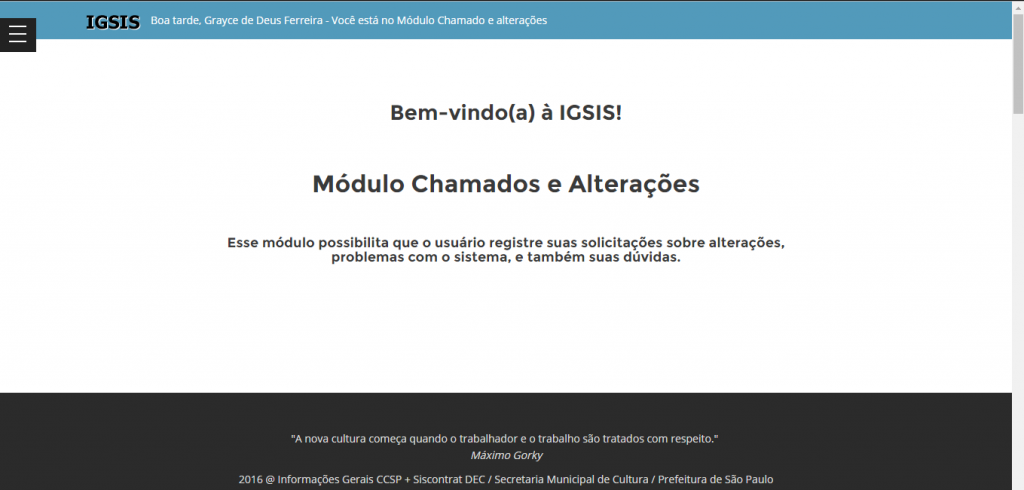 IGSIS Boa tarde, Grayce de Deus Ferreira - Você está no Módulo Chamado e alterações
Bem-vindo(a) à IGSIS!
Módulo Chamados e Alterações
Esse módulo possibilita que o usuário registre suas solicitações sobre alterações,
problemas com o sistema, e também suas dúvidas.
"A nova cultura começa quando o trabalhador e o trabalho são tratados com respeito."
Máximo Gorky
2016 @ Informações Gerais CCSP + Siscontrat DEC / Secretaria Municipal de Cultura / Prefeitura de São Paulo